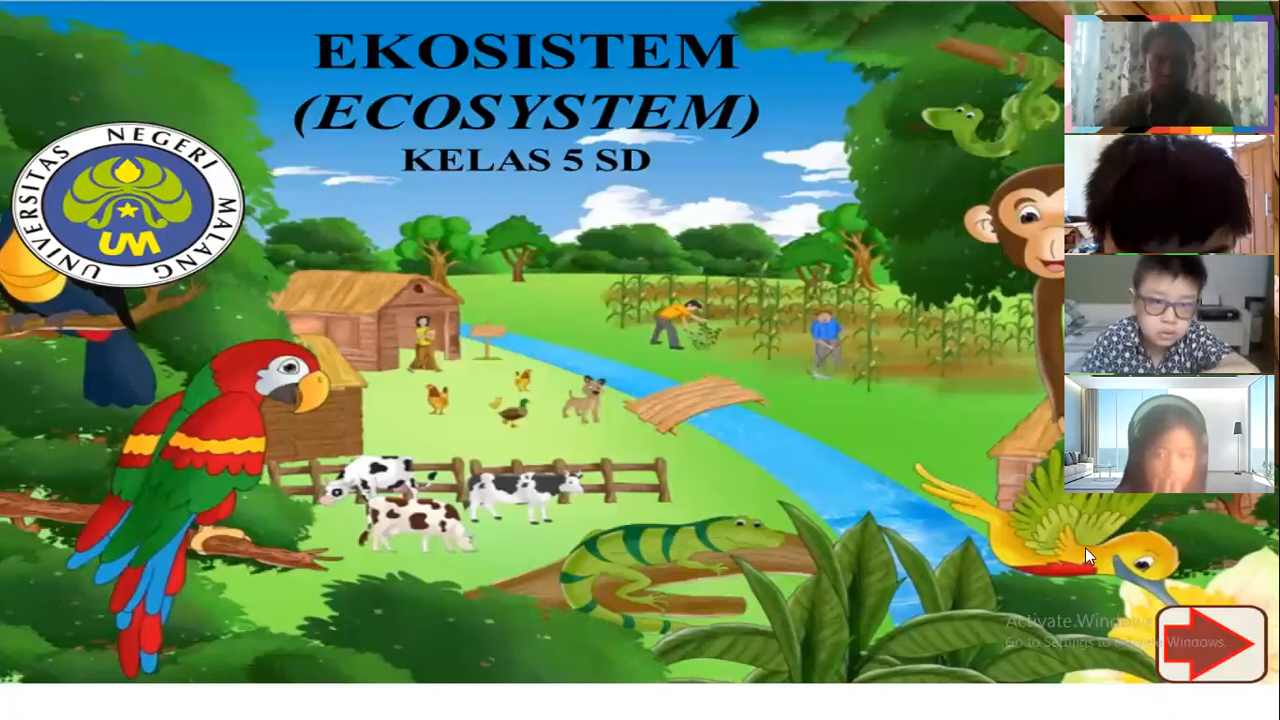 EKOSISTEM
(ECOSYSTEM)
KELAS 5 SD
UNIVERSITAS NEGERI MALANG
UM
Activate Windows
Go to Settings to activate Windows.